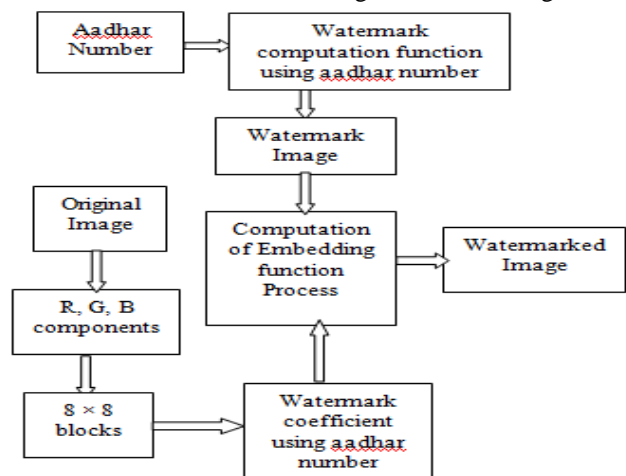 Aadhar
Number
Watermark
computation function
using aadhar number
Watermark
Image
Original
Image
Computation
of Embedding
function
Process
Watermarked
Image
R, G, B
components
8 × 8
blocks
Watermark
coefficient
using aadhar
number